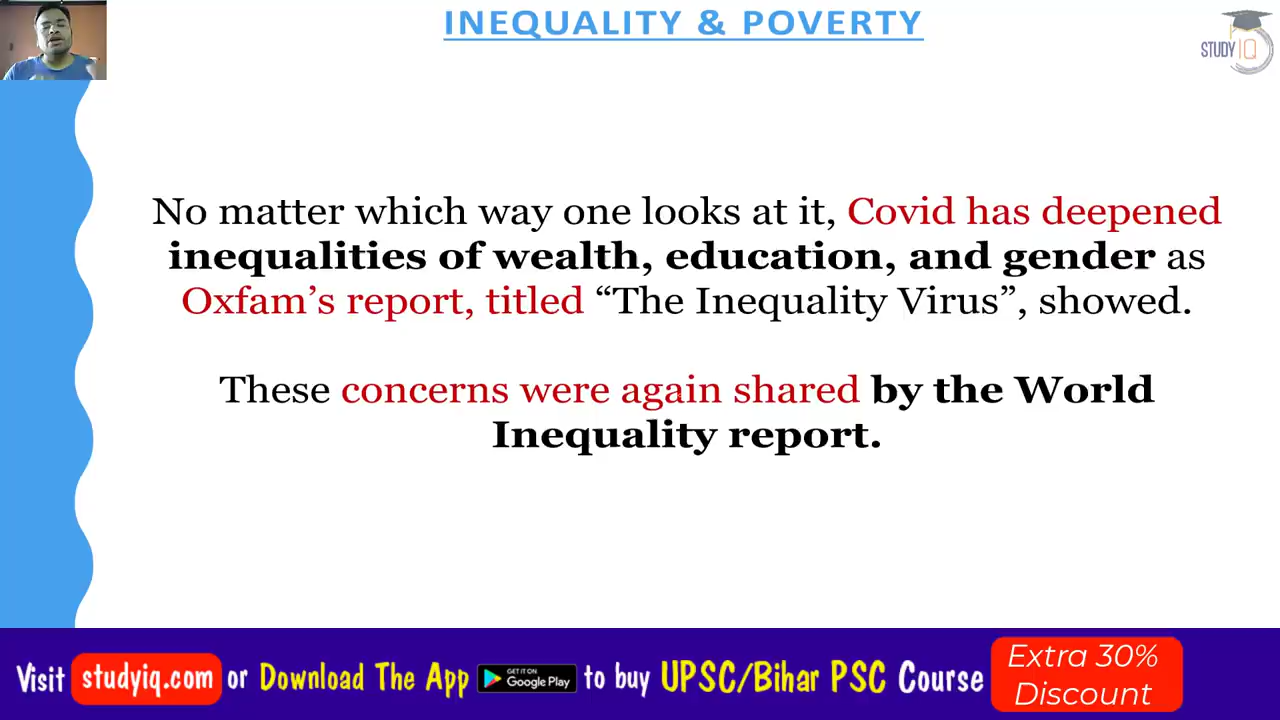 INEQUALITY & POVERTY
STUDY IQ
No matter which way one looks at it, Covid has deepened
inequalities of wealth, education, and gender as
Oxfam’s report, titled “The Inequality Virus”, showed.
These concerns were again shared by the World
Inequality report.
Visit studyiq.com or Download The App GET IT ON Google Play to buy UPSC/Bihar PSC Course
Extra 30%
Discount